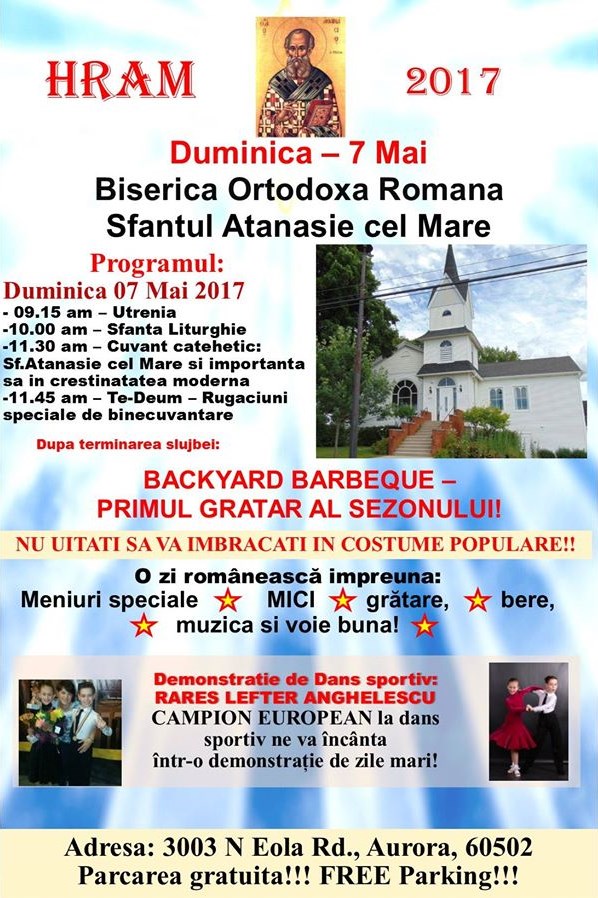 HRAM 2017
Duminica – 7 Mai
Biserica Ortodoxa Romana
Sfantul Atanasie cel Mare
Programul:
Duminica 07 Mai 2017
- 09.15 am – Utrenia
-10.00 am – Sfanta Liturghie
-11.30 am – Cuvant catehetic:
Sf.Atanasie cel Mare si importanta
sa in crestinatatea moderna
-11.45 am – Te-Deum – Rugaciuni
speciale de binecuvantare
Dupa terminarea slujbei:
BACKYARD BARBEQUE –
PRIMUL GRATAR AL SEZONULUI!
NU UITATI SA VA IMBRACATI IN COSTUME POPULARE!!
O zi românească impreuna:
Meniuri speciale MICI grătare, bere,
muzica si voie buna!
Demonstratie de Dans sportiv:
RARES LEFTER ANGHELESCU
CAMPION EUROPEAN la dans
sportiv ne va încânta
într-o demonstrație de zile mari!
Adresa: 3003 N Eola Rd., Aurora, 60502
Parcarea gratuita!!! FREE Parking!!!